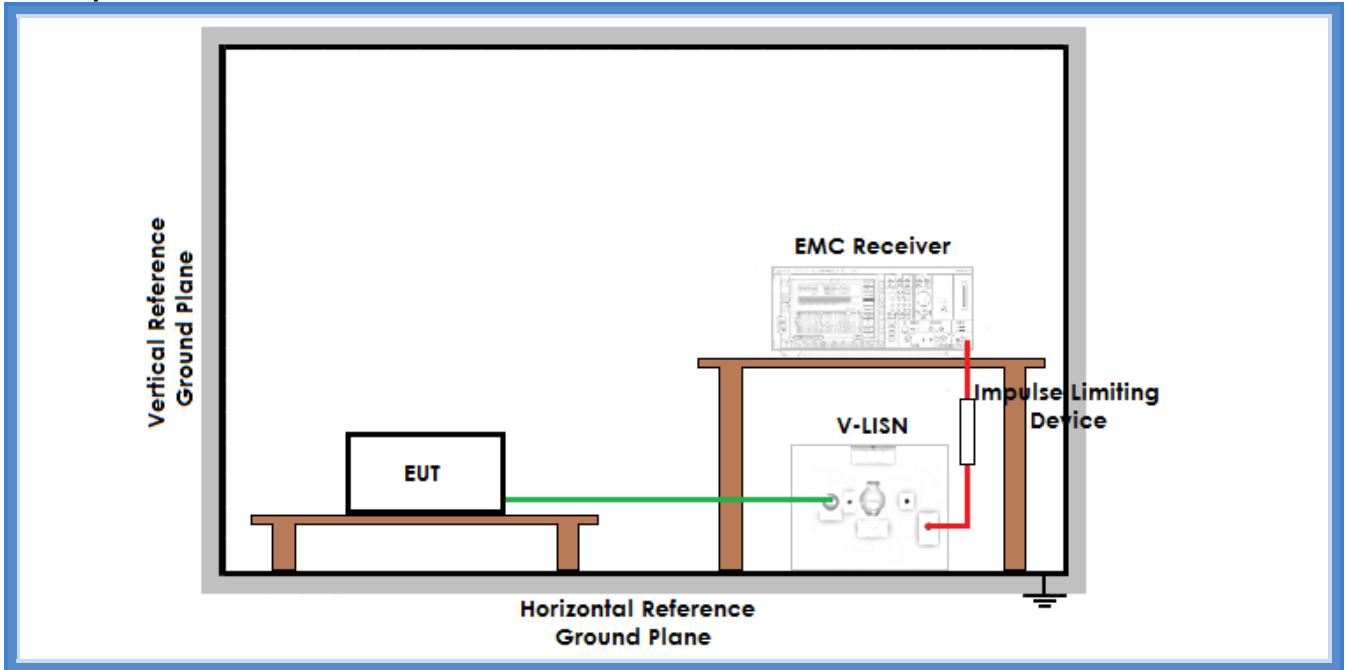 EMC Receiver
Vertical Reference
Ground Plane
Impulse Limiting
Device
V-LISN
EUT
Horizontal Reference
Ground Plane